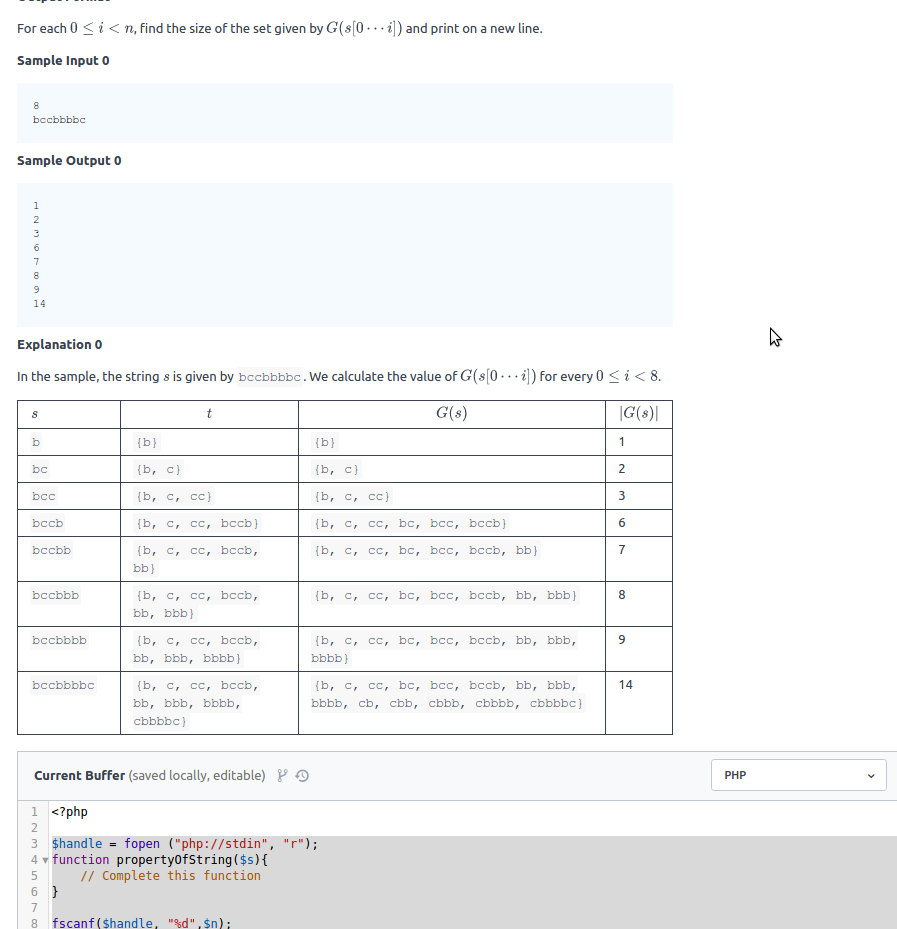 For each 0 ≤ i < n, find the size of the set given by G(s[0 ⋯ i]) and print on a new line.
Sample Input 0
8
bccbbbbc
Sample Output 0
1
2
3
6
7
8
9
14
Explanation 0
In the sample, the string s is given by bccbbbbc. We calculate the value of G(s[0 ⋯ i]) for every 0 ≤ i < 8.
s t G(s) |G(s)|
b {b} {b} 1
bc {b, c} {b, c} 2
bcc {b, c, cc} {b, c, cc} 3
bccb {b, c, cc, bccb} {b, c, cc, bc, bcc, bccb} 6
bccbb {b, c, cc, bccb, {b, c, cc, bc, bcc, bccb, bb} 7
bb}
bccbbb {b, c, cc, bccb, {b, c, cc, bc, bcc, bccb, bb, bbb} 8
bb, bbb}
bccbbbb {b, c, cc, bccb, {b, c, cc, bc, bcc, bccb, bb, bbb, 9
bb, bbb, bbbb} bbbb}
bccbbbbc {b, c, cc, bccb, {b, c, cc, bc, bcc, bccb, bb, bbb, 14
bb, bbb, bbbb, bbbb, cb, cbb, cbbb, cbbbb, cbbbbc}
cbbbbc}
Current Buffer (saved locally, editable) PHP
1 <?php
2
3 $handle = fopen ("php://stdin", "r");
4 function propertyOfString($s){
5 // Complete this function
6 }
7
8 fscanf($handle, "%d",$n);